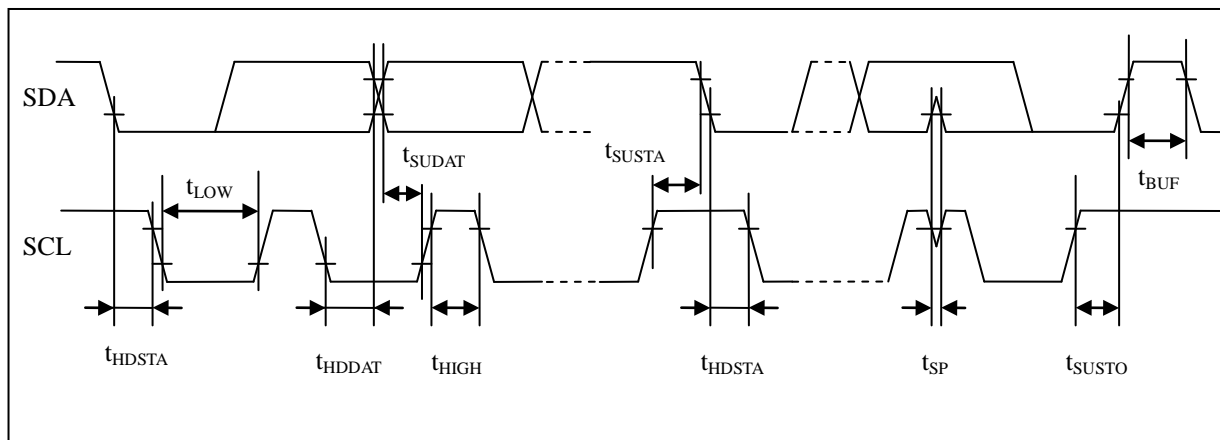 SDA
t_SUDAT
t_SUSTA
t_LOW
t_BUF
SCL
t_HDSTA
t_HDDAT
t_HIGH
t_HDSTA
t_SP
t_SUSTO